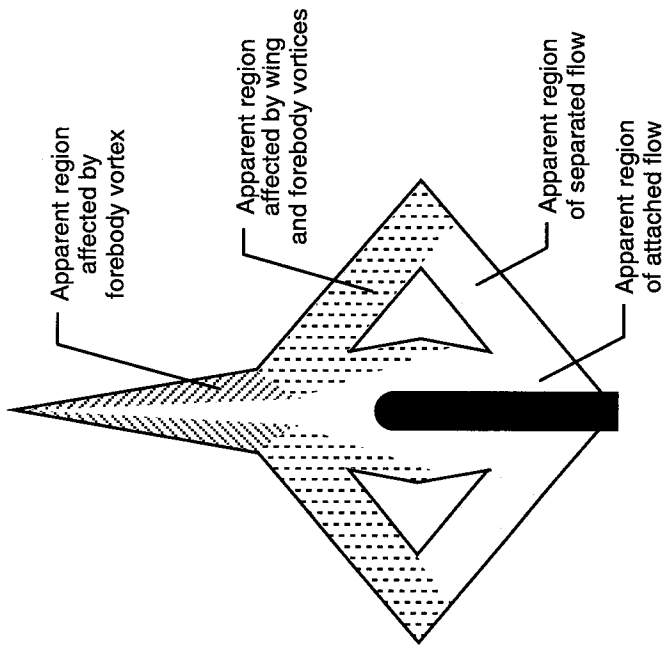 Apparent region
affected by
forebody vortex
Apparent region
affected by wing
and forebody vortices
Apparent region
of separated flow
Apparent region
of attached flow